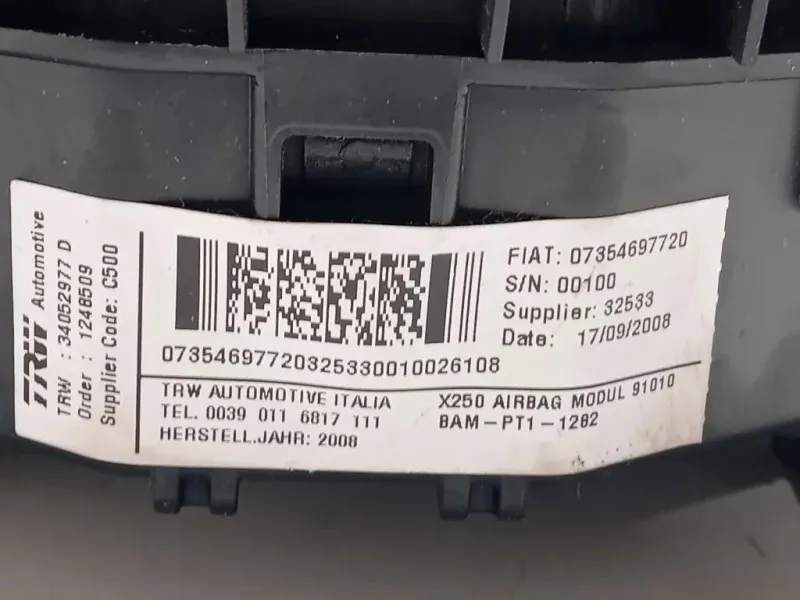 TRW Automotive
TRW : 34052977 D
Order : 1248509
Supplier Code: C500
FIAT: 07354697720
S/N: 00100
Supplier: 32533
Date: 17/09/2008
07354697720325330010026108
TRW AUTOMOTIVE ITALIA
TEL. 0039 011 6817 111
HERSTELL.JAHR: 2008
X250 AIRBAG MODUL 91010
BAM-PT1-1282